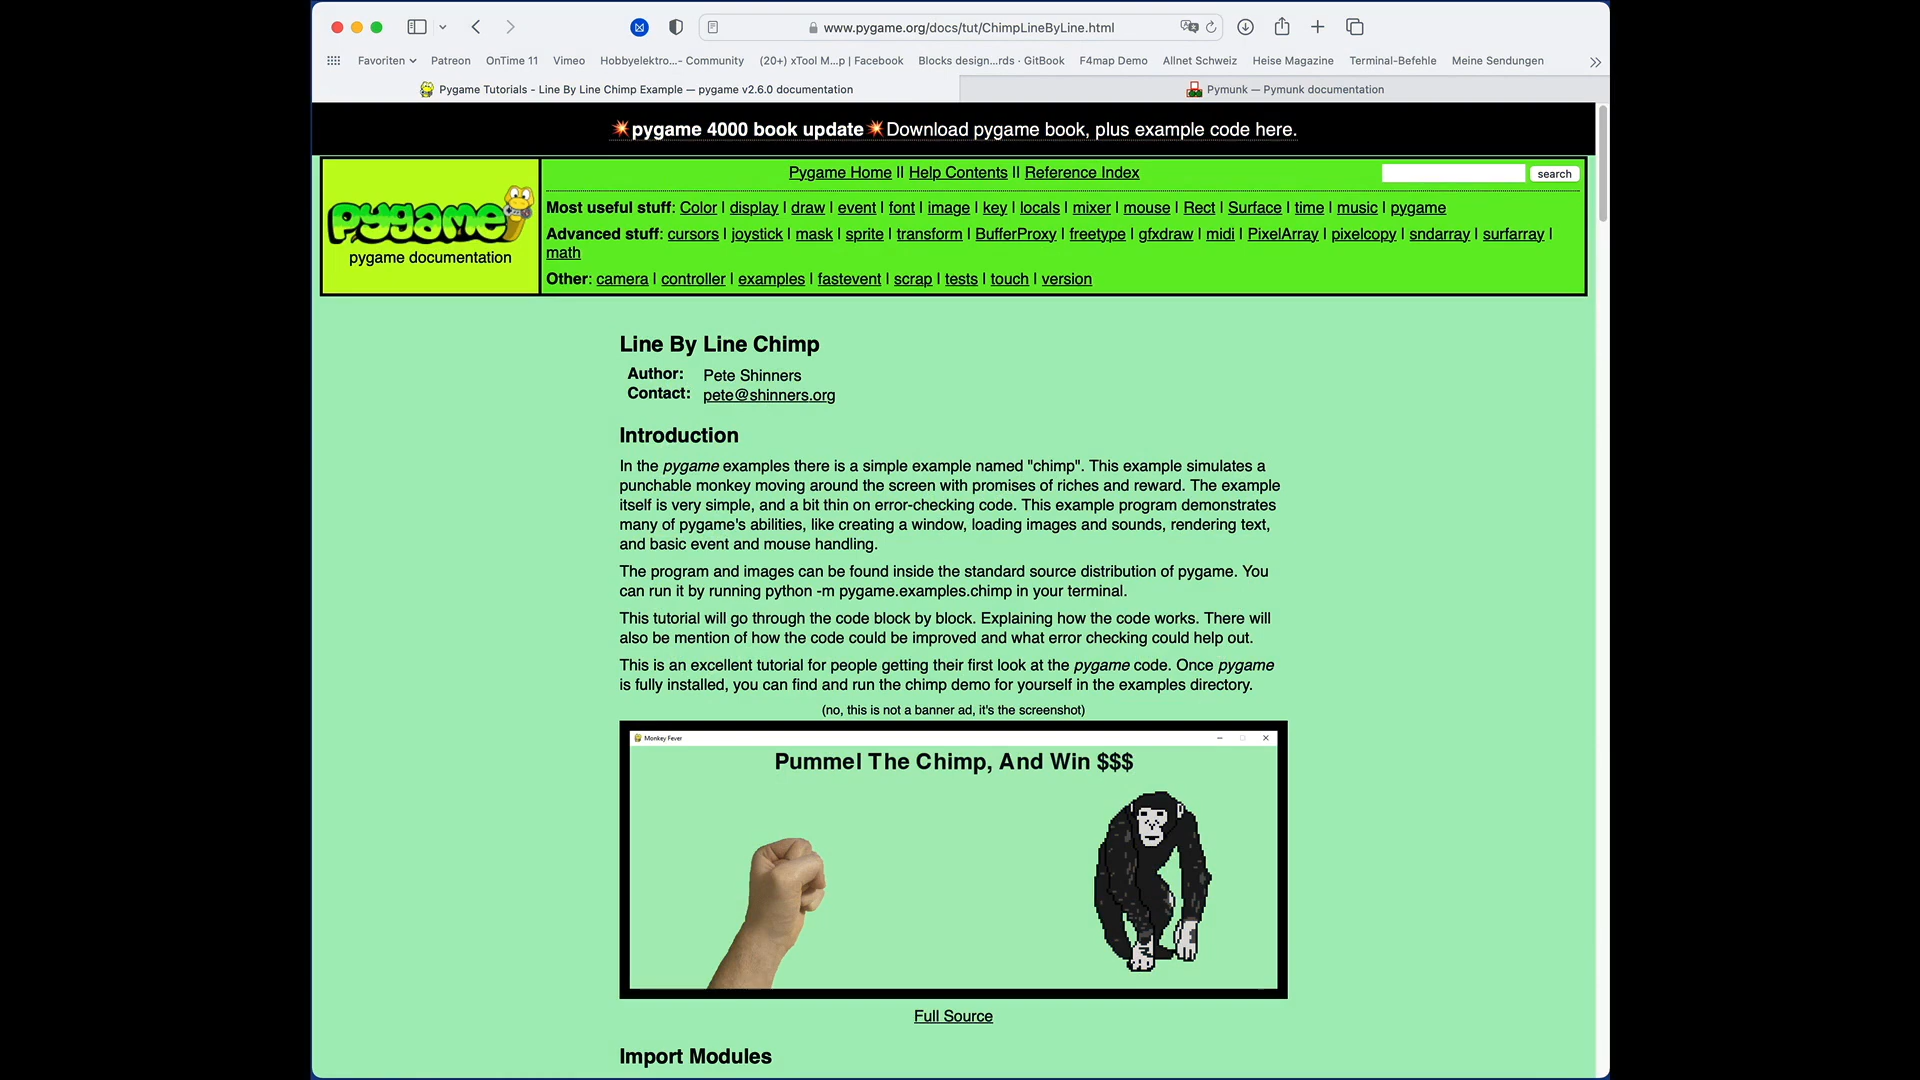 www.pygame.org/docs/tut/ChimpLineByLine.html
Favoriten Patreon OnTime 11 Vimeo Hobbyelektro...- Community (20+) xTool M...p | Facebook Blocks design...rds · GitBook F4map Demo Allnet Schweiz Heise Magazine Terminal-Befehle Meine Sendungen
Pygame Tutorials - Line By Line Chimp Example — pygame v2.6.0 documentation
Pymunk — Pymunk documentation
💥pygame 4000 book update💥Download pygame book, plus example code here.
pygame
pygame documentation
Pygame Home || Help Contents || Reference Index
search
Most useful stuff: Color | display | draw | event | font | image | key | locals | mixer | mouse | Rect | Surface | time | music | pygame
Advanced stuff: cursors | joystick | mask | sprite | transform | BufferProxy | freetype | gfxdraw | midi | PixelArray | pixelcopy | sndarray | surfarray |
math
Other: camera | controller | examples | fastevent | scrap | tests | touch | version
Line By Line Chimp
Author: Pete Shinners
Contact: pete@shinners.org
Introduction
In the pygame examples there is a simple example named "chimp". This example simulates a
punchable monkey moving around the screen with promises of riches and reward. The example
itself is very simple, and a bit thin on error-checking code. This example program demonstrates
many of pygame's abilities, like creating a window, loading images and sounds, rendering text,
and basic event and mouse handling.
The program and images can be found inside the standard source distribution of pygame. You
can run it by running python -m pygame.examples.chimp in your terminal.
This tutorial will go through the code block by block. Explaining how the code works. There will
also be mention of how the code could be improved and what error checking could help out.
This is an excellent tutorial for people getting their first look at the pygame code. Once pygame
is fully installed, you can find and run the chimp demo for yourself in the examples directory.
(no, this is not a banner ad, it's the screenshot)
Monkey Fever
Pummel The Chimp, And Win $$$
Full Source
Import Modules